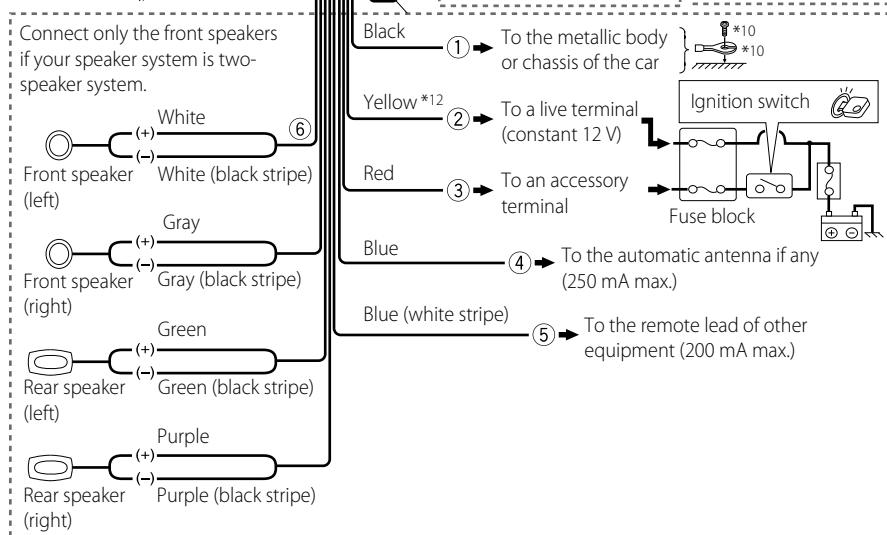 Connect only the front speakers
if your speaker system is two-
speaker system.
White
(+)
(−)
⑥
Front speaker
(left)
White (black stripe)
Gray
(+)
(−)
Front speaker
(right)
Gray (black stripe)
Green
(+)
(−)
Rear speaker
(left)
Green (black stripe)
Purple
(+)
(−)
Rear speaker
(right)
Purple (black stripe)
Black
①
To the metallic body
or chassis of the car
*10
*10
Yellow *12
②
To a live terminal
(constant 12 V)
Ignition switch
Red
③
To an accessory
terminal
Fuse block
⊕ ⊖
Blue
④
To the automatic antenna if any
(250 mA max.)
Blue (white stripe)
⑤
To the remote lead of other
equipment (200 mA max.)